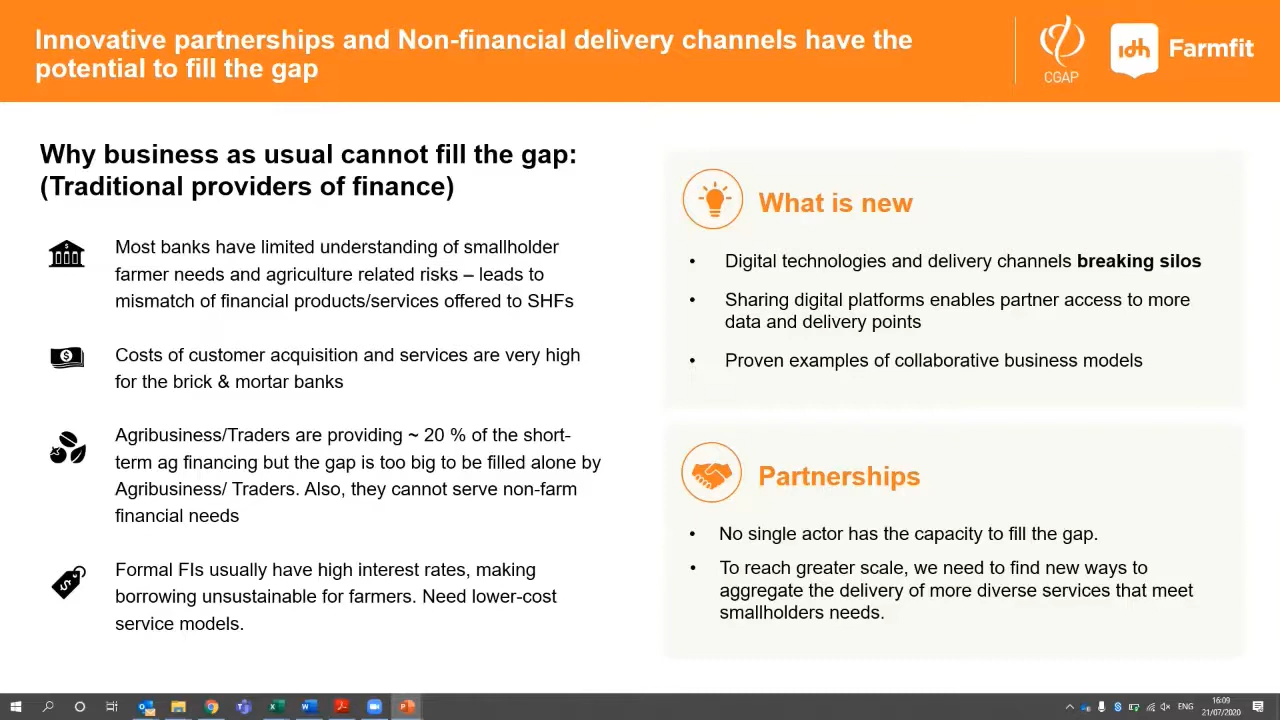 Innovative partnerships and Non-financial delivery channels have the
potential to fill the gap
CGAP
idh
Farmfit
Why business as usual cannot fill the gap:
(Traditional providers of finance)
Most banks have limited understanding of smallholder
farmer needs and agriculture related risks – leads to
mismatch of financial products/services offered to SHFs
Costs of customer acquisition and services are very high
for the brick & mortar banks
Agribusiness/Traders are providing ~ 20 % of the short-
term ag financing but the gap is too big to be filled alone by
Agribusiness/ Traders. Also, they cannot serve non-farm
financial needs
Formal FIs usually have high interest rates, making
borrowing unsustainable for farmers. Need lower-cost
service models.
What is new
• Digital technologies and delivery channels breaking silos
• Sharing digital platforms enables partner access to more
data and delivery points
• Proven examples of collaborative business models
Partnerships
• No single actor has the capacity to fill the gap.
• To reach greater scale, we need to find new ways to
aggregate the delivery of more diverse services that meet
smallholders needs.
ENG
16:09
21/07/2020